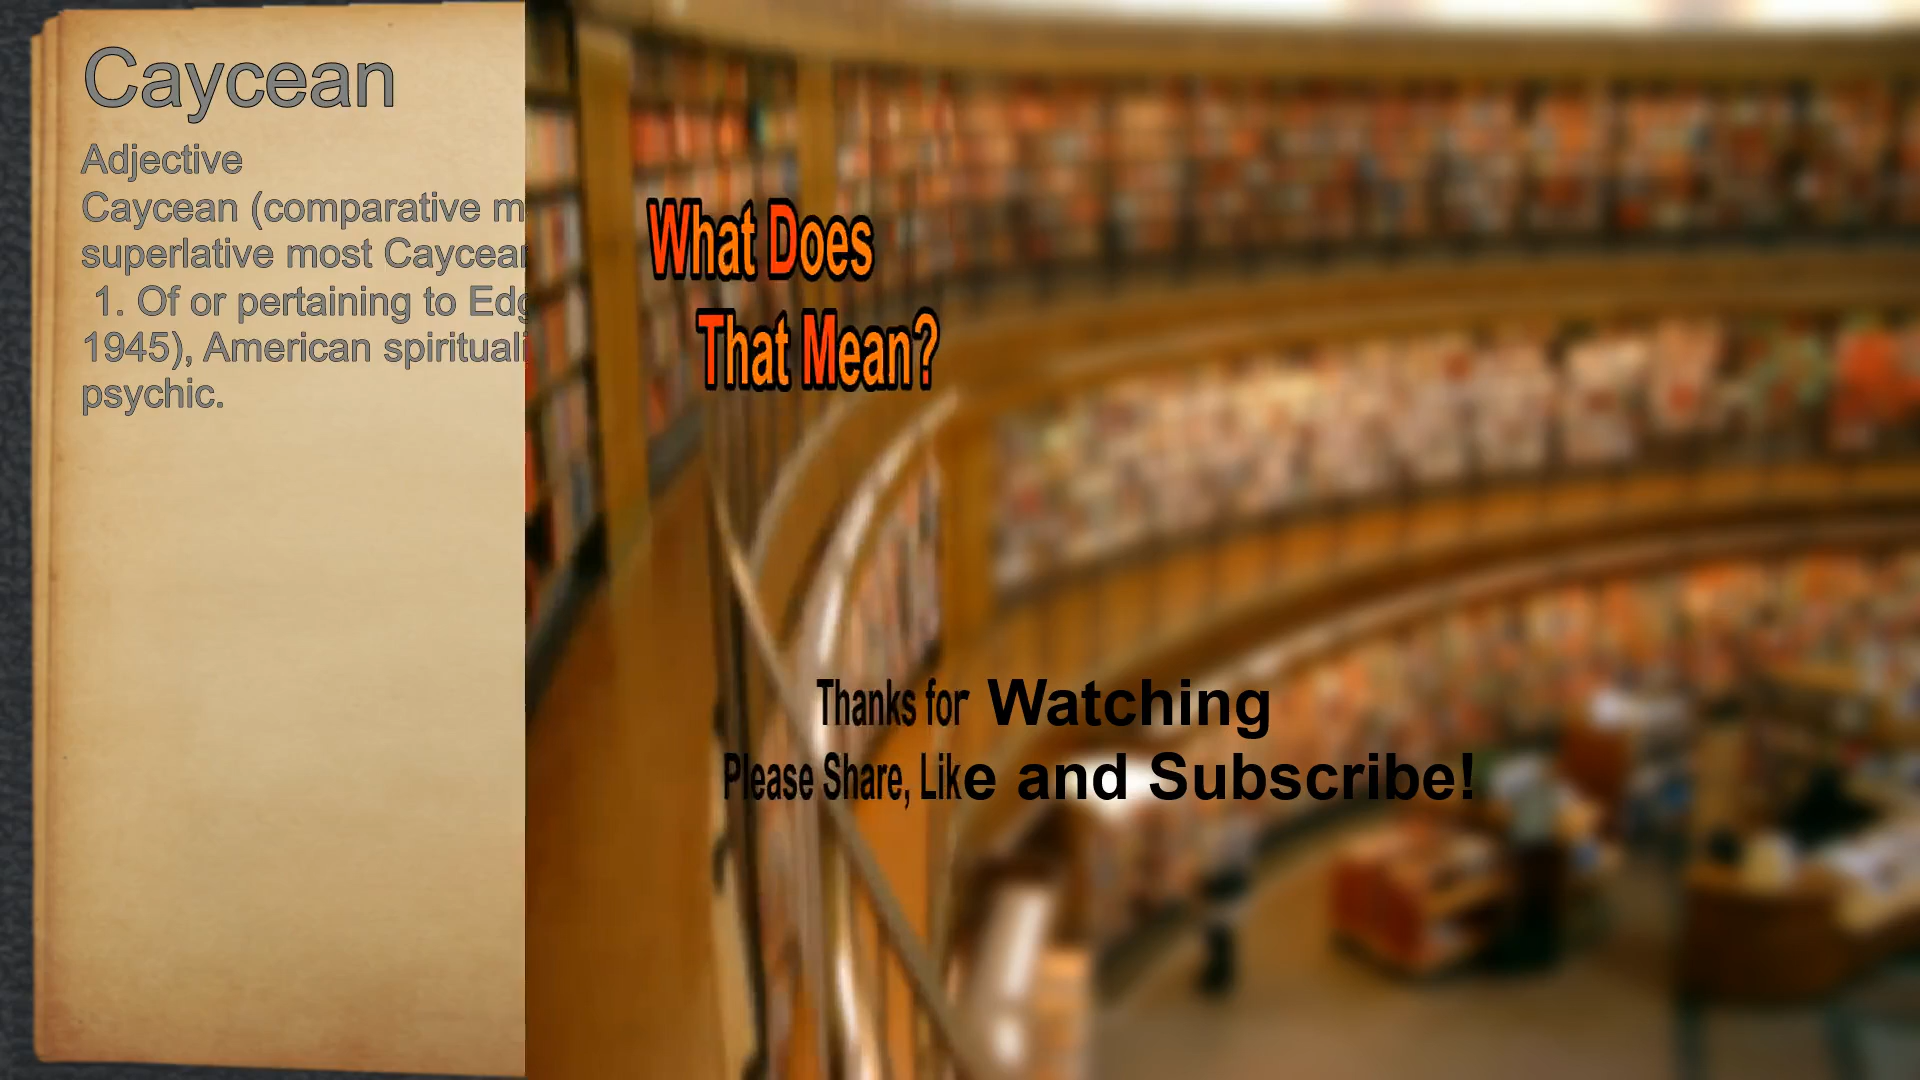 Caycean
Adjective
Caycean (comparative m
superlative most Caycean
1. Of or pertaining to Edg
1945), American spirituali
psychic.
What Does
That Mean?
Thanks for Watching
Please Share, Like and Subscribe!